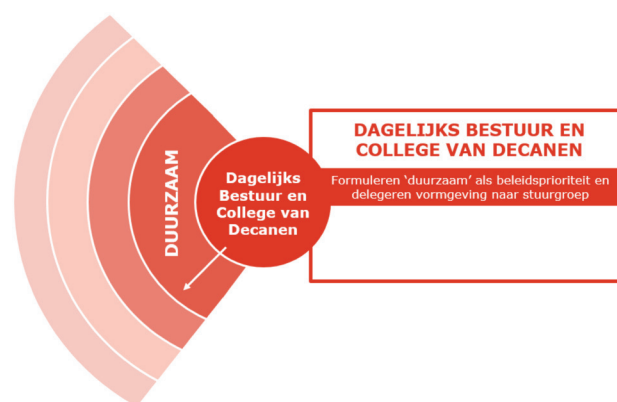 DUURZAAM
Dagelijks
Bestuur en
College van
Decanen
DAGELIJKS BESTUUR EN
COLLEGE VAN DECANEN
Formuleren ‘duurzaam’ als beleidsprioriteit en
delegeren vormgeving naar stuurgroep